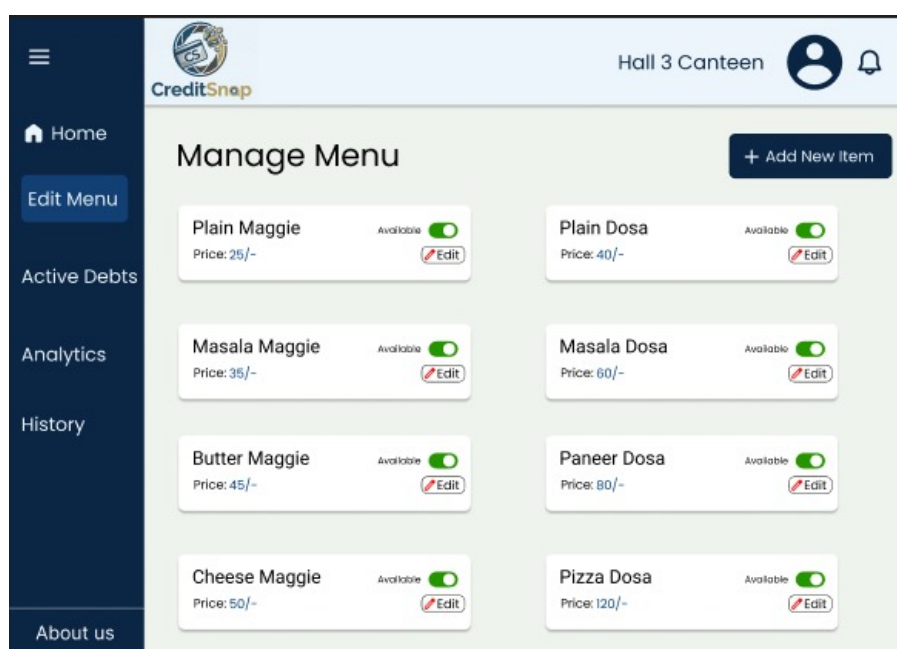 CS
CreditSnap
Hall 3 Canteen
Home
Edit Menu
Active Debts
Analytics
History
About us
Manage Menu
+ Add New Item
Plain Maggie
Available
Price: 25/-
Edit
Plain Dosa
Available
Price: 40/-
Edit
Masala Maggie
Available
Price: 35/-
Edit
Masala Dosa
Available
Price: 60/-
Edit
Butter Maggie
Available
Price: 45/-
Edit
Paneer Dosa
Available
Price: 80/-
Edit
Cheese Maggie
Available
Price: 50/-
Edit
Pizza Dosa
Available
Price: 120/-
Edit